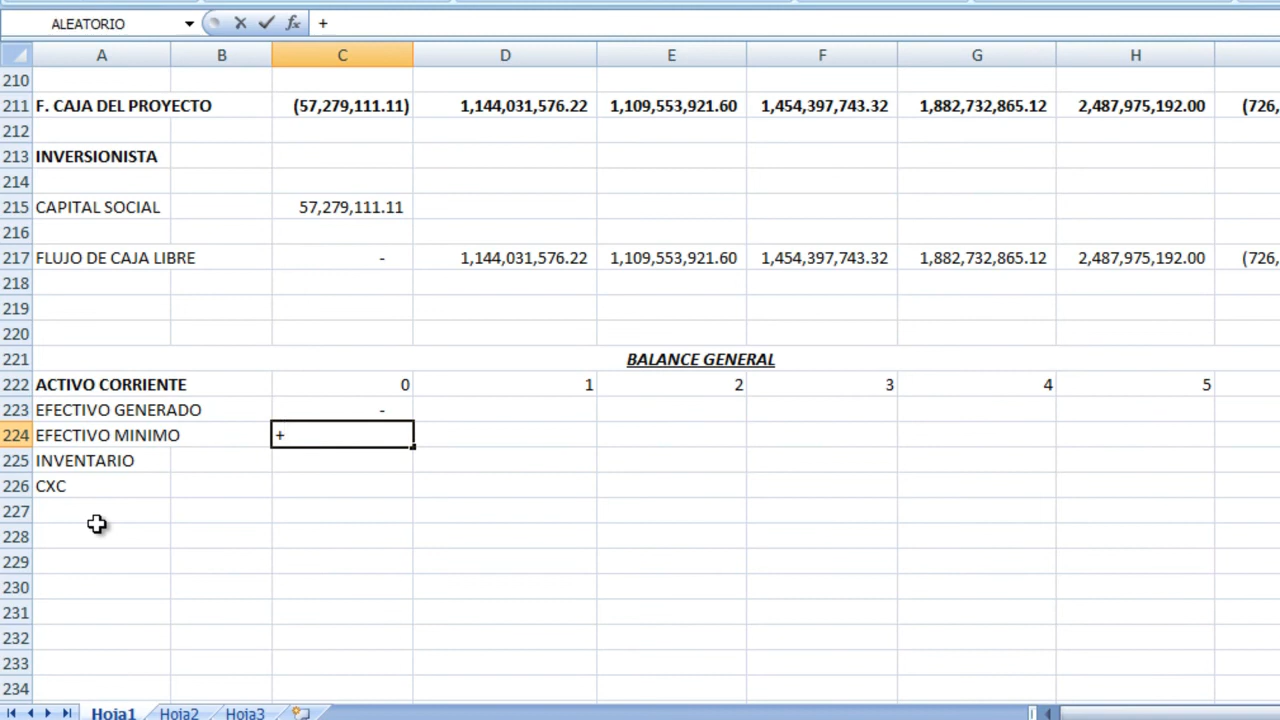 ALEATORIO fx +
A B C D E F G H
210
211 F. CAJA DEL PROYECTO (57,279,111.11) 1,144,031,576.22 1,109,553,921.60 1,454,397,743.32 1,882,732,865.12 2,487,975,192.00 (726,
212
213 INVERSIONISTA
214
215 CAPITAL SOCIAL 57,279,111.11
216
217 FLUJO DE CAJA LIBRE - 1,144,031,576.22 1,109,553,921.60 1,454,397,743.32 1,882,732,865.12 2,487,975,192.00 (726,
218
219
220
221 BALANCE GENERAL
222 ACTIVO CORRIENTE 0 1 2 3 4 5
223 EFECTIVO GENERADO -
224 EFECTIVO MINIMO +
225 INVENTARIO
226 CXC
227
228
229
230
231
232
233
234
Hoja1 Hoja2 Hoja3